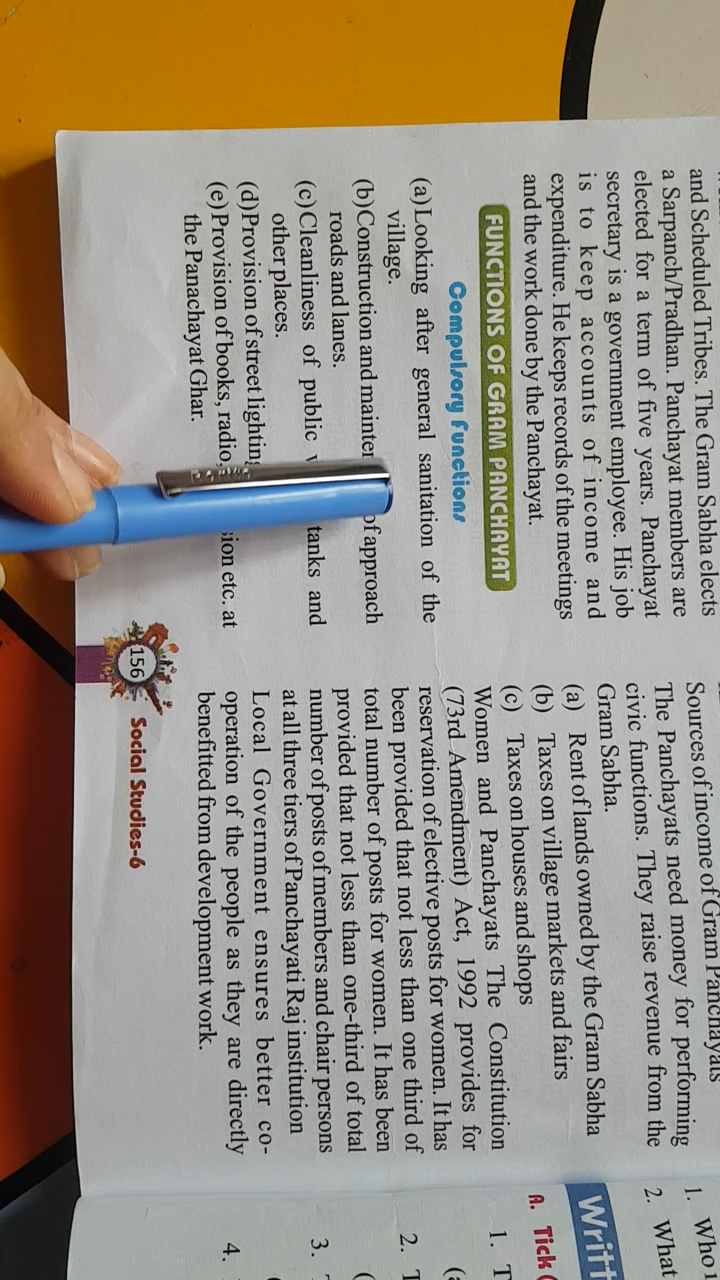 and Scheduled Tribes. The Gram Sabha elects
a Sarpanch/Pradhan. Panchayat members are
elected for a term of five years. Panchayat
secretary is a government employee. His job
is to keep accounts of income and
expenditure. He keeps records of the meetings
and the work done by the Panchayat.
FUNCTIONS OF GRAM PANCHAYAT
Compulsory Functions
(a) Looking after general sanitation of the
village.
(b) Construction and of approach
roads and lanes.
(c) Cleanliness of public tanks and
other places.
(d) Provision of street
(e) Provision of books, radio, etc. at
the Panachayat Ghar.
156
Social Studies-6
Sources of income of Gram Panchayats
The Panchayats need money for performing
civic functions. They raise revenue from the
Gram Sabha.
(a) Rent of lands owned by the Gram Sabha
(b) Taxes on village markets and fairs
(c) Taxes on houses and shops
Women and Panchayats The Constitution
(73rd Amendment) Act, 1992 provides for
reservation of elective posts for women. It has
been provided that not less than one third of
total number of posts for women. It has been
provided that not less than one-third of total
number of posts of members and chairpersons
at all three tiers of Panchayati Raj institution
Local Government ensures better co-
operation of the people as they are directly
benefitted from development work.
1. Who
2. What
A. Tick
1.
2.
3.
4.